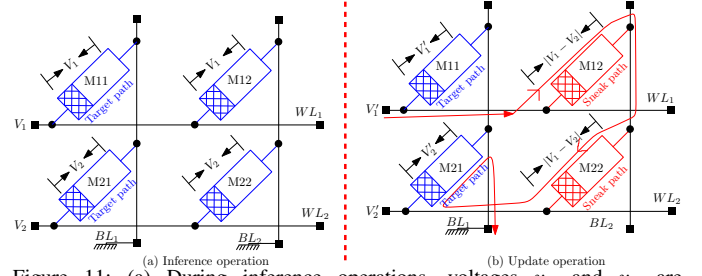 V1
M11
Target path
V1
M12
WL1
V1
V2
M21
Target path
V2
M22
WL2
V2
BL1
BL2
(a) Inference operation
V1′
M11
Target path
|V1 − V2|
M12
Sneak path
WL1
V1′
V2′
M21
Target path
|V1 − V2|
M22
Sneak path
WL2
V2′
BL1
BL2
(b) Update operation
Figure 11: (a) During inference operations, voltages and are